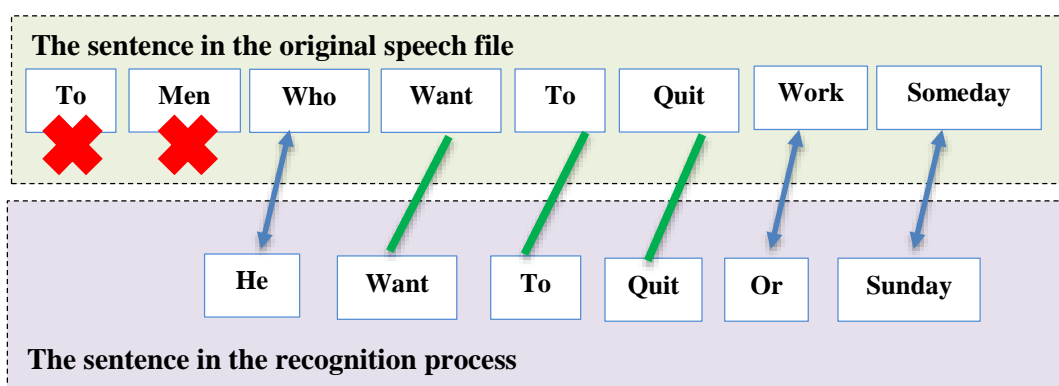 The sentence in the original speech file
To Men Who Want To Quit Work Someday
He Want To Quit Or Sunday
The sentence in the recognition process